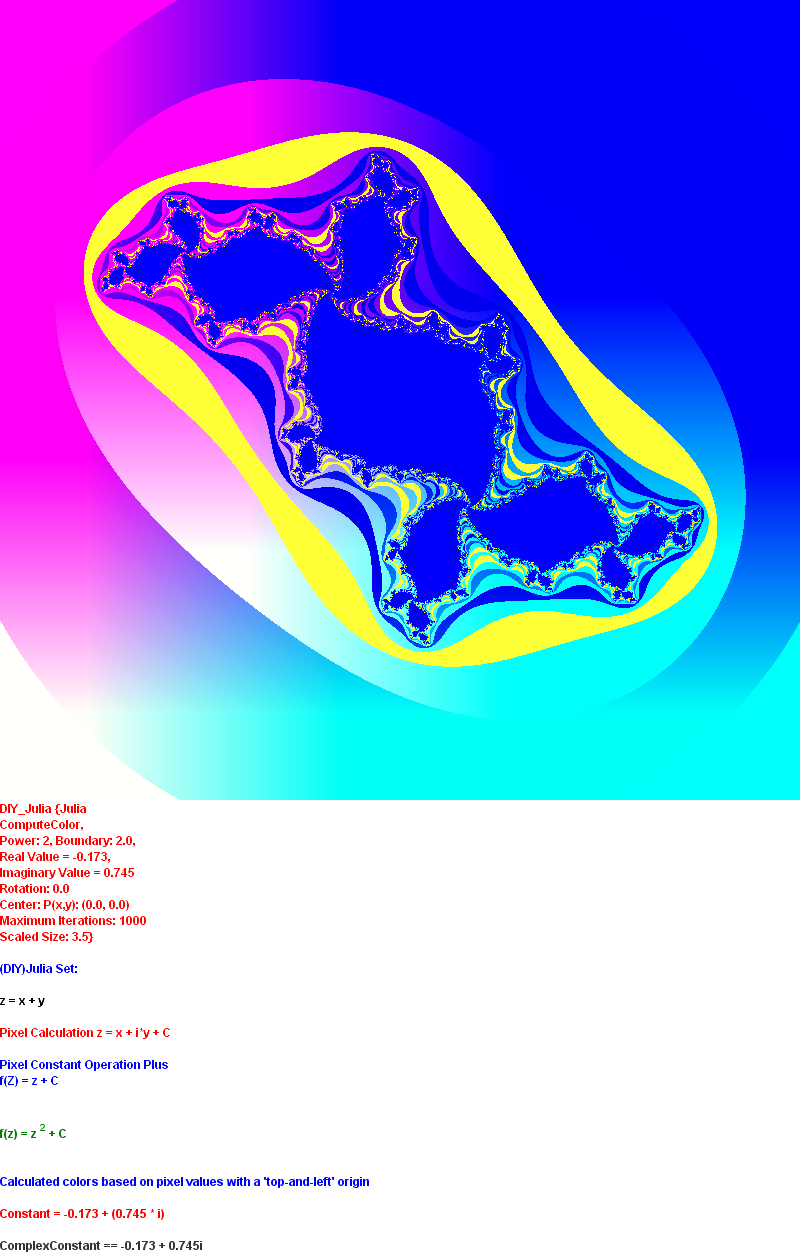 DIY_Julia {Julia
ComputeColor,
Power: 2, Boundary: 2.0,
Real Value = -0.173,
Imaginary Value = 0.745
Rotation: 0.0
Center: P(x,y): (0.0, 0.0)
Maximum Iterations: 1000
Scaled Size: 3.5}
(DIY)Julia Set:
z = x + y
Pixel Calculation z = x + i*y + C
Pixel Constant Operation Plus
f(Z) = z + C
f(z) = z 2 + C
Calculated colors based on pixel values with a 'top-and-left' origin
Constant = -0.173 + (0.745 * i)
ComplexConstant == -0.173 + 0.745i